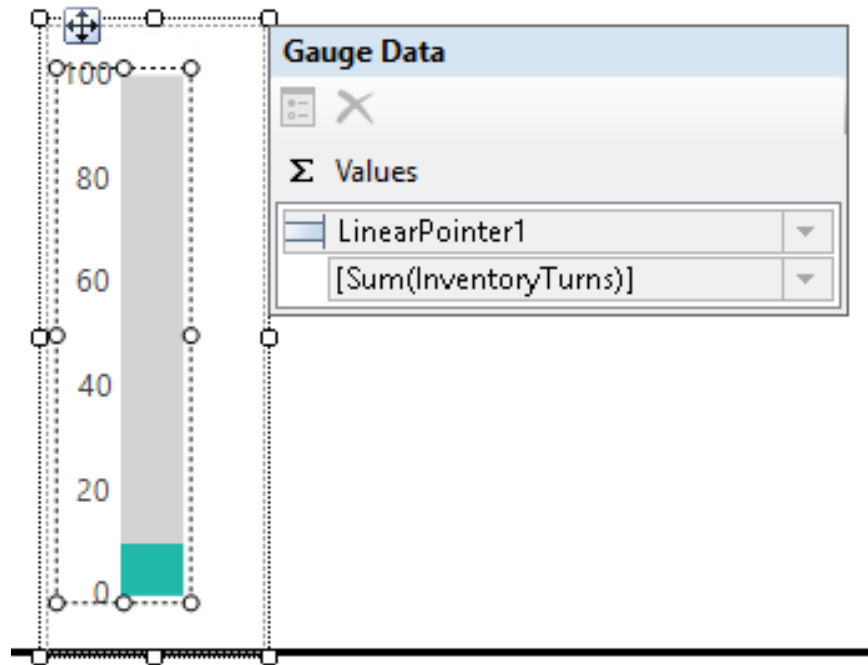 Gauge Data
Σ Values
LinearPointer1
[Sum(InventoryTurns)]
100
80
60
40
20
0